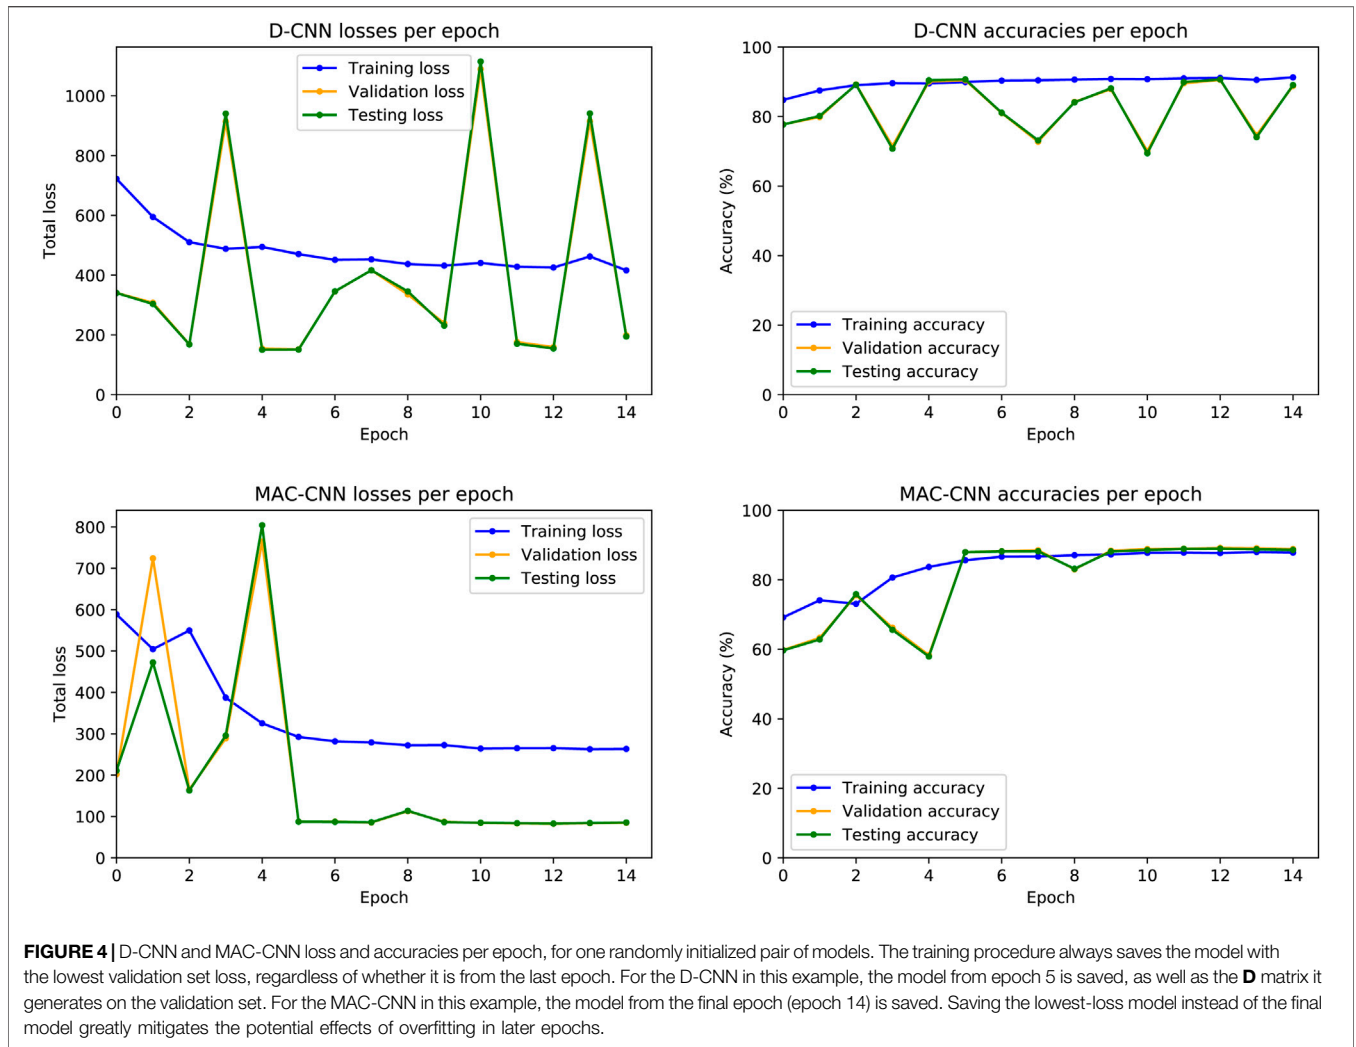 D-CNN losses per epoch
Training loss
Validation loss
Testing loss
1000
800
600
400
200
0
Total loss
0 2 4 6 8 10 12 14
Epoch
D-CNN accuracies per epoch
100
80
60
40
20
0
Accuracy (%)
Training accuracy
Validation accuracy
Testing accuracy
0 2 4 6 8 10 12 14
Epoch
MAC-CNN losses per epoch
Training loss
Validation loss
Testing loss
800
700
600
500
400
300
200
100
0
Total loss
0 2 4 6 8 10 12 14
Epoch
MAC-CNN accuracies per epoch
100
80
60
40
20
0
Accuracy (%)
Training accuracy
Validation accuracy
Testing accuracy
0 2 4 6 8 10 12 14
Epoch
FIGURE 4 | D-CNN and MAC-CNN loss and accuracies per epoch, for one randomly initialized pair of models. The training procedure always saves the model with
the lowest validation set loss, regardless of whether it is from the last epoch. For the D-CNN in this example, the model from epoch 5 is saved, as well as the D matrix it
generates on the validation set. For the MAC-CNN in this example, the model from the final epoch (epoch 14) is saved. Saving the lowest-loss model instead of the final
model greatly mitigates the potential effects of overfitting in later epochs.